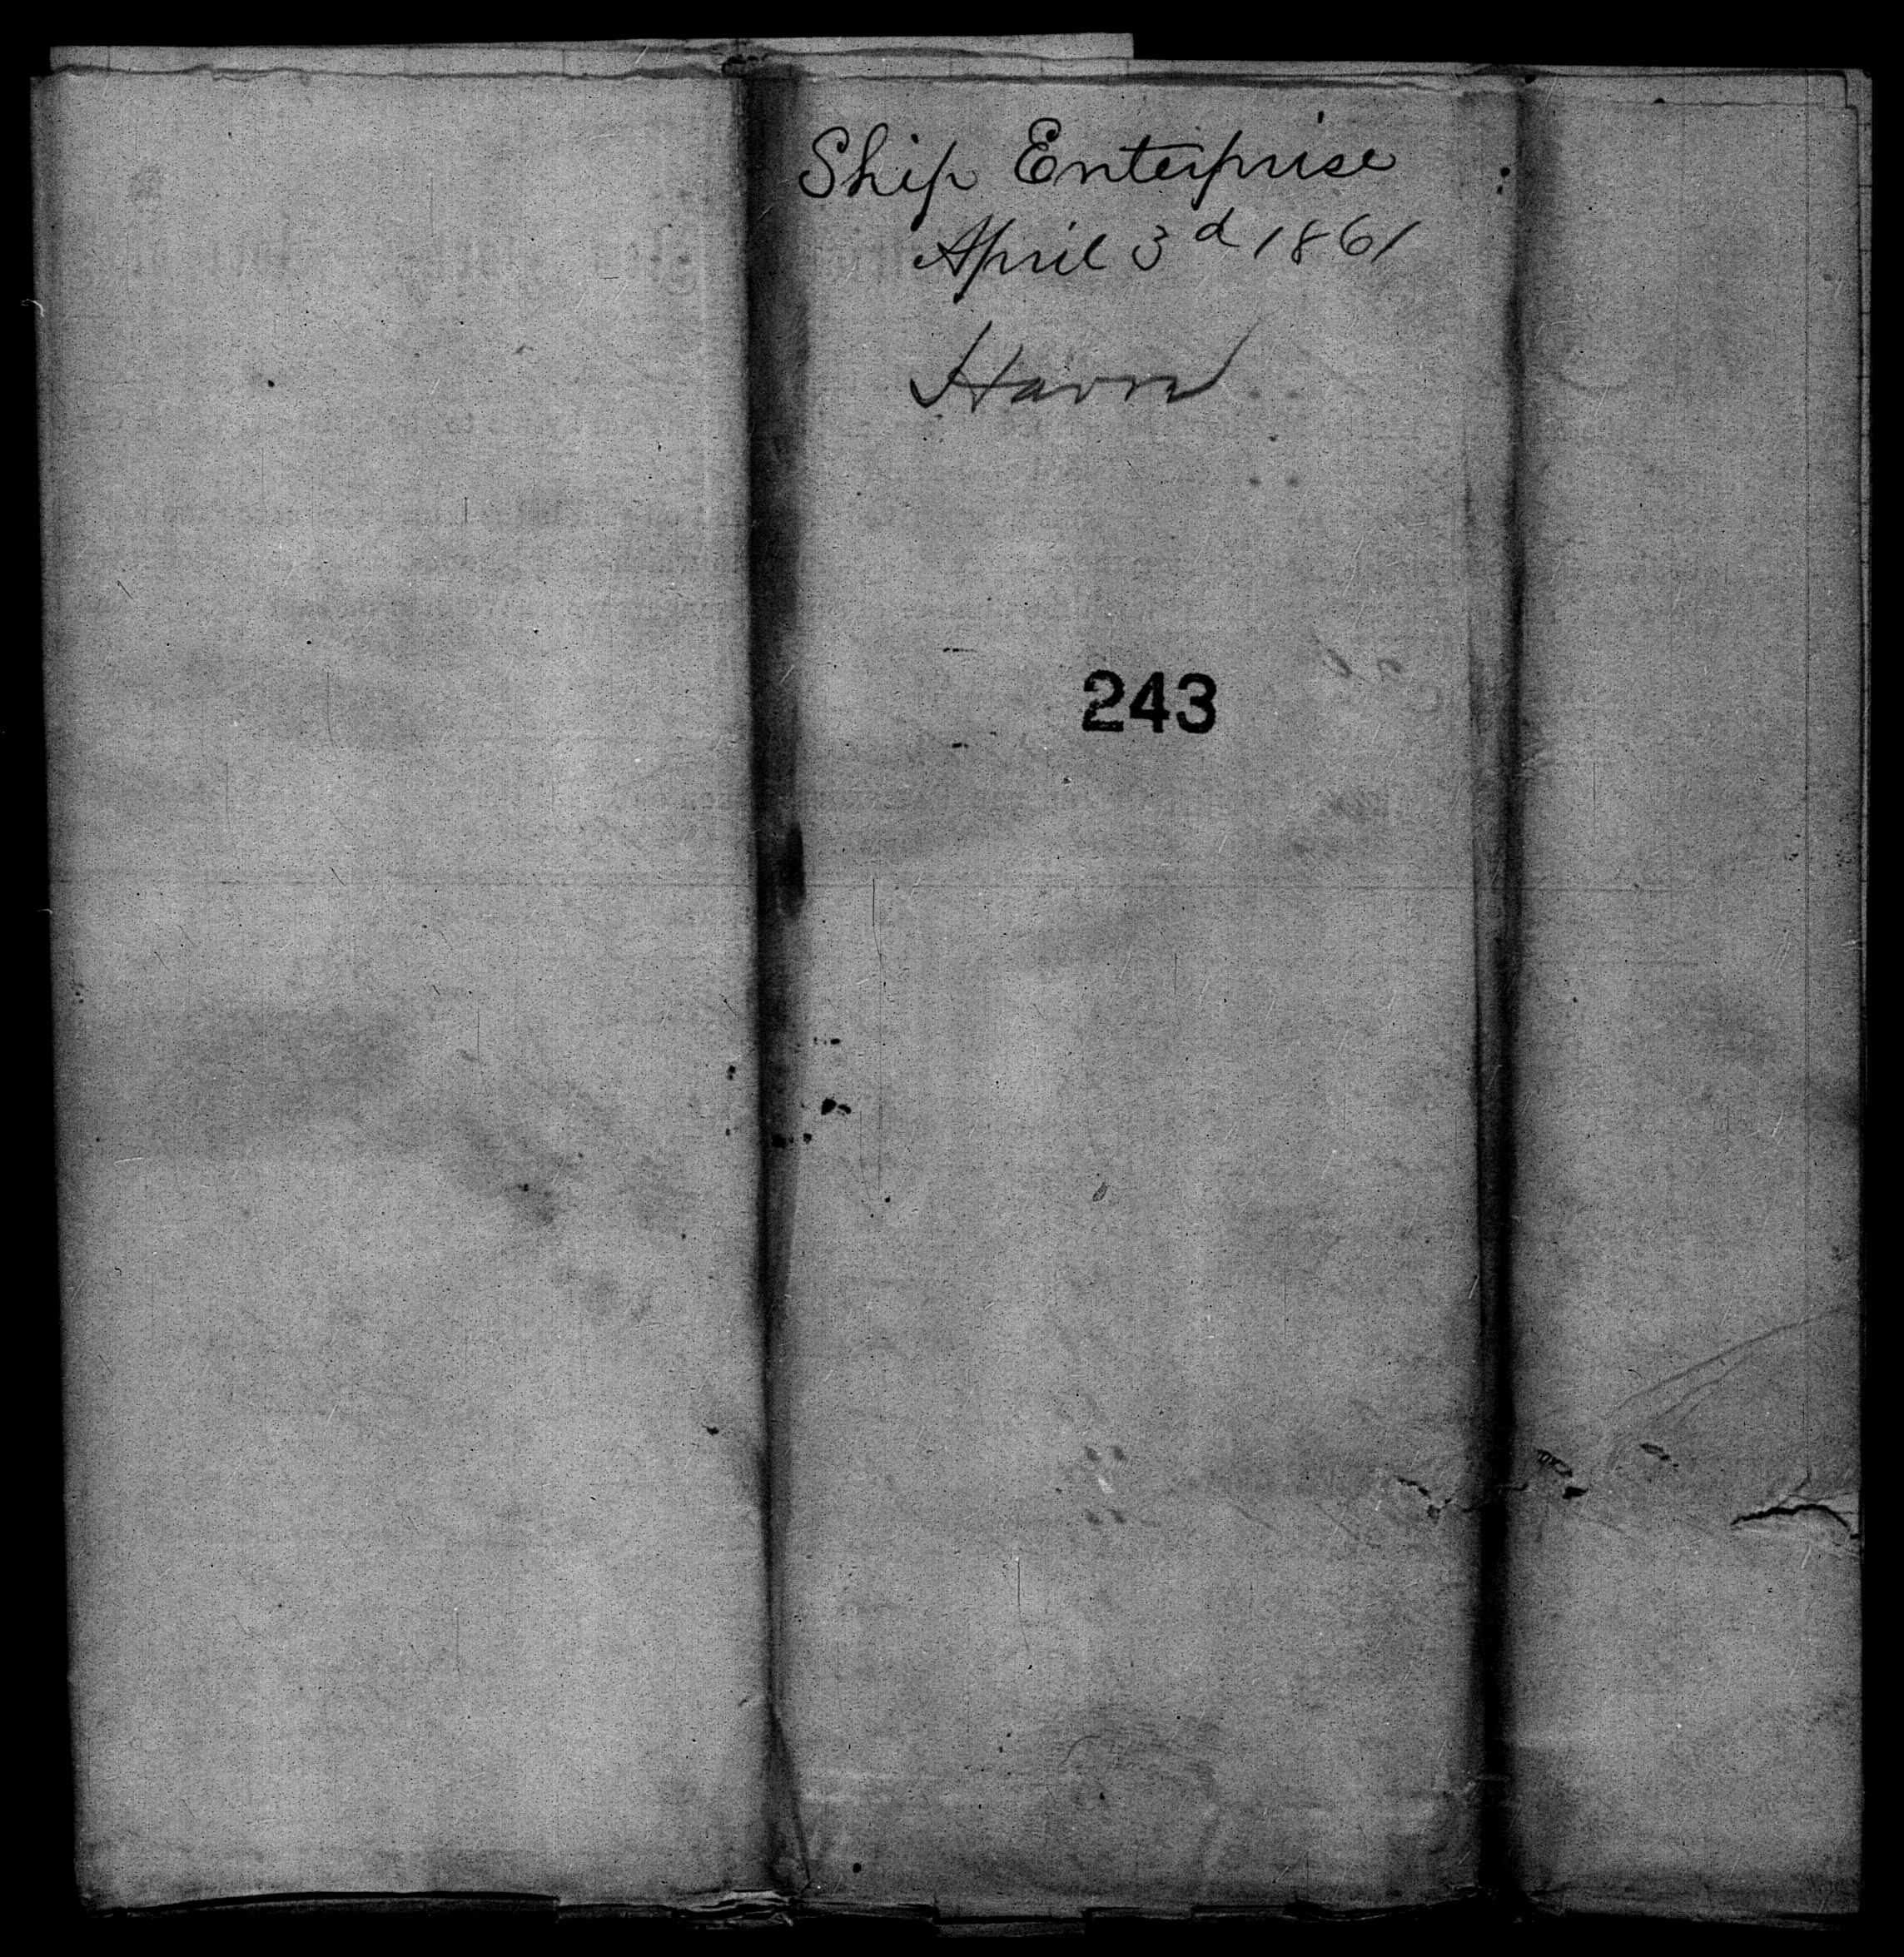 Ship Enterprise
April 3d 1861
Havre
243